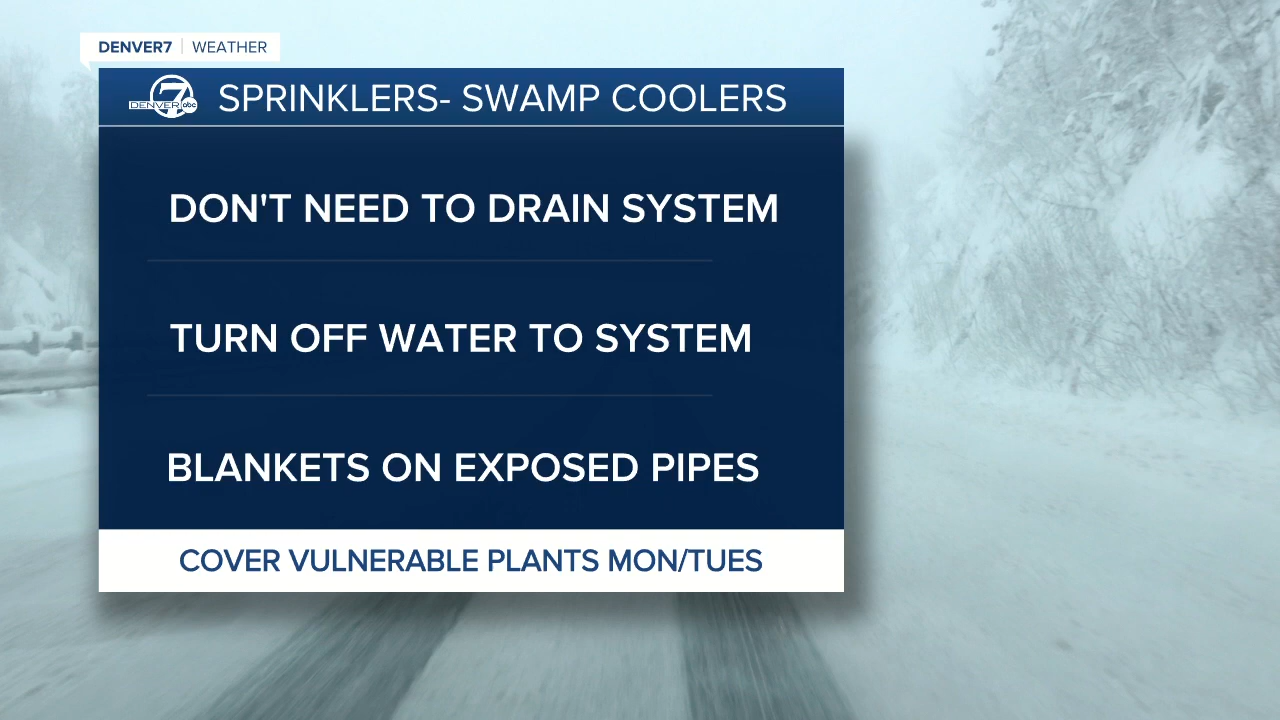 DENVER7 | WEATHER
7 DENVER abc
SPRINKLERS- SWAMP COOLERS
DON'T NEED TO DRAIN SYSTEM
TURN OFF WATER TO SYSTEM
BLANKETS ON EXPOSED PIPES
COVER VULNERABLE PLANTS MON/TUES